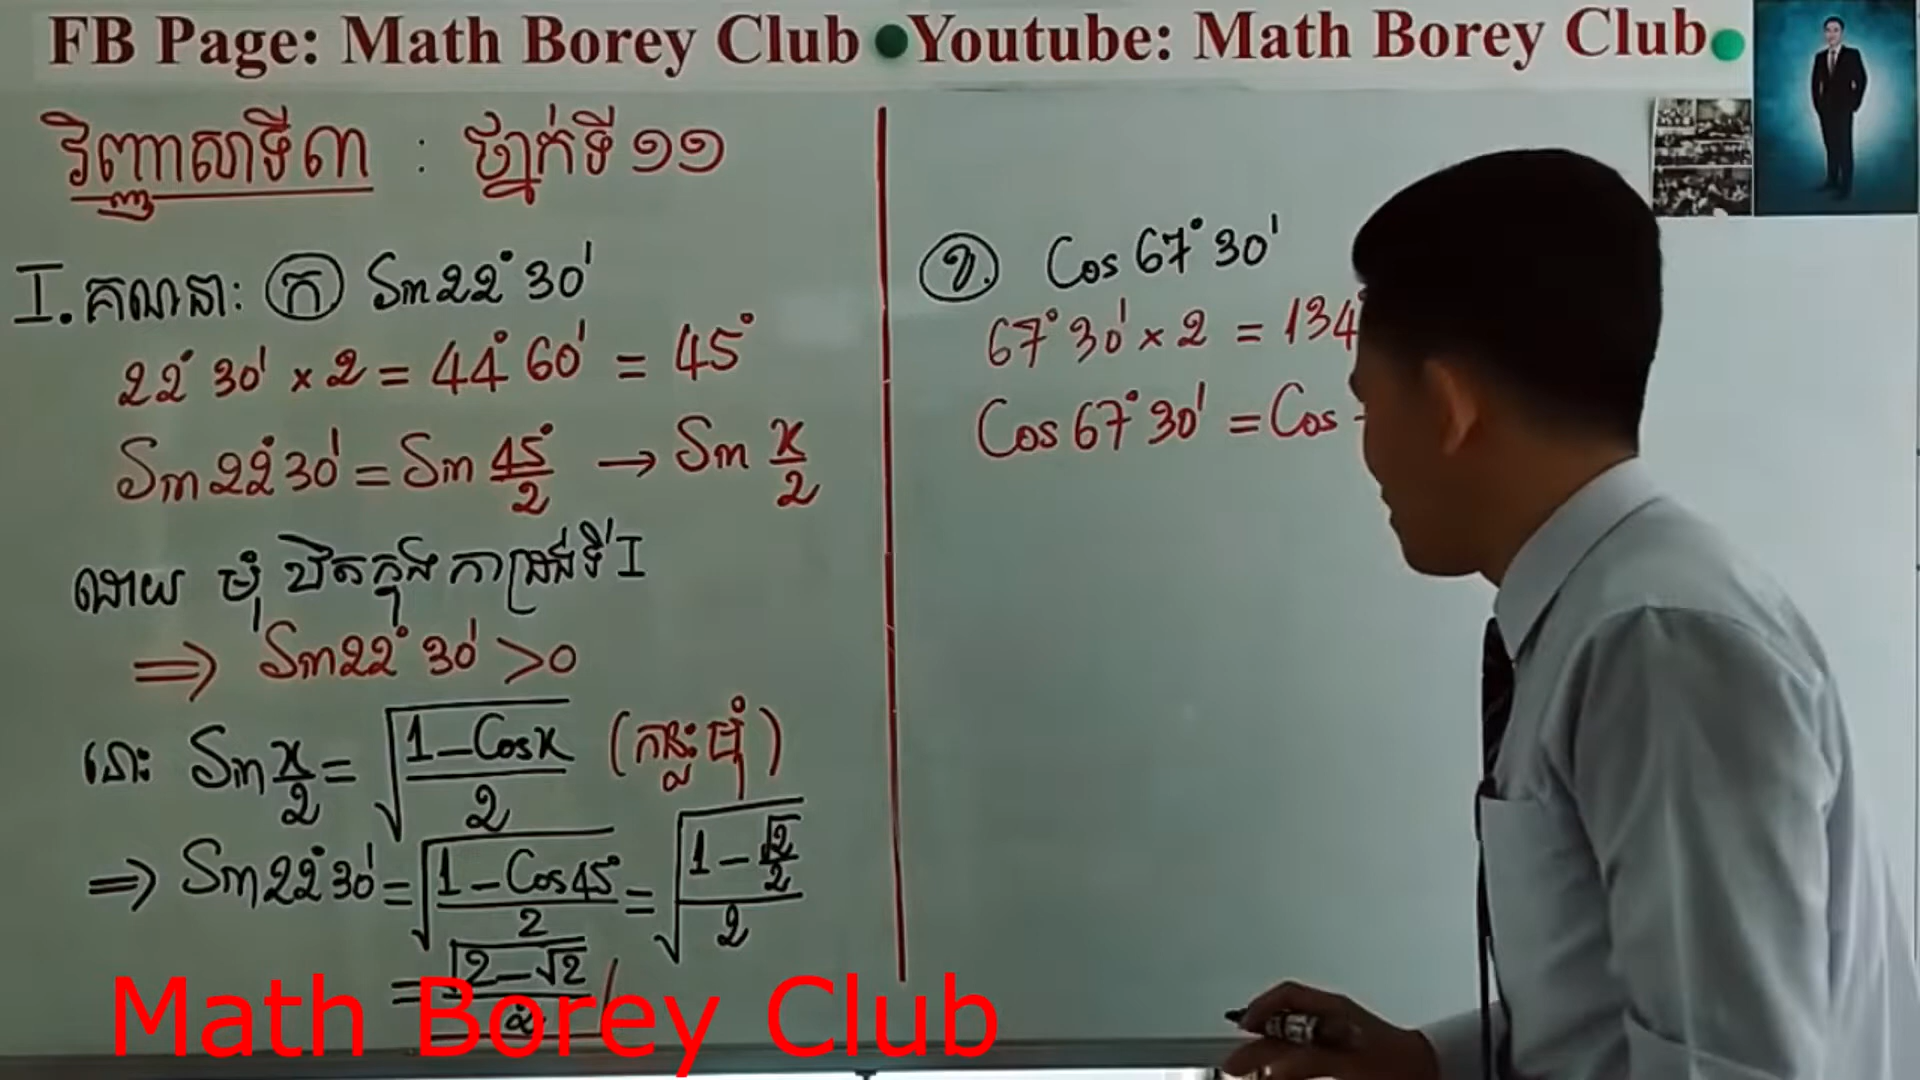 FB Page: Math Borey Club ●Youtube: Math Borey Club●
វិញ្ញាសាទី៣ : ថ្នាក់ទី ១១
I. គណនា: ក Sin 22° 30'
22° 30' × 2 = 44° 60' = 45°
Sin 22° 30' = Sin 45°/2 → Sin x/2
ដោយ មុំ ឋិតក្នុង កាដ្រង់ទី I
⟹ Sin 22° 30' > 0
នោះ Sin x/2 = √((1 - Cos x)/2) (កន្លះមុំ)
⟹ Sin 22° 30' = √((1 - Cos 45°)/2) = √((1 - √2/2)/2)
= √(2 - √2)/2
ខ. Cos 67° 30'
67° 30' × 2 = 134°
Cos 67° 30' = Cos
Math Borey Club